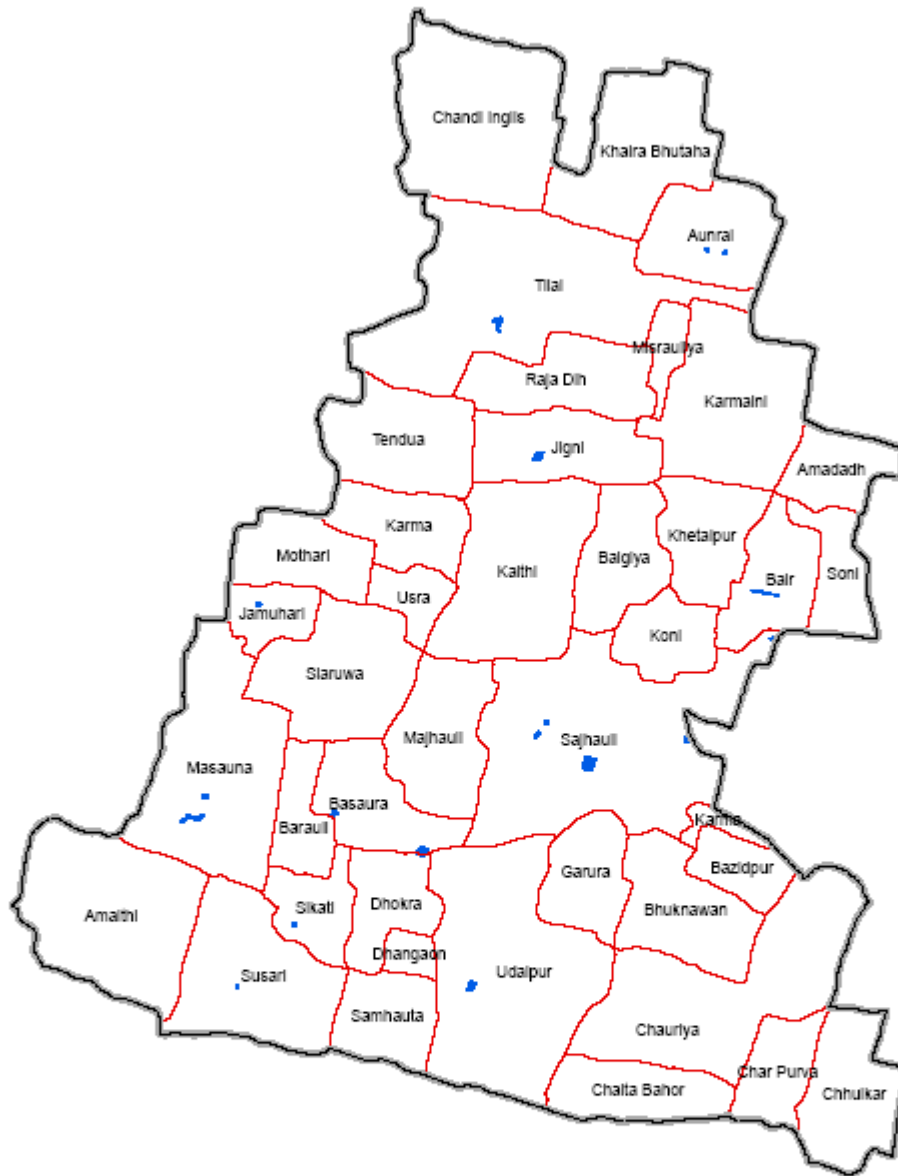 Chandi Inglis
Khaira Bhutaha
Aunrai
Tilai
Misrauliya
Raja Dih
Karmaini
Tendua
Jigni
Amadadh
Karma
Khetalpur
Mothari
Kaithi
Balgiya
Bair
Soni
Usra
Jamuhari
Koni
Siaruwa
Majhauli
Sajhauli
Masauna
Basaura
Barauli
Karma
Garura
Bazidpur
Amaithi
Sikati
Dhokra
Bhuknawan
Dhangaon
Susari
Udaipur
Samhauta
Chauriya
Char Purva
Chaita Bahor
Chhulkar